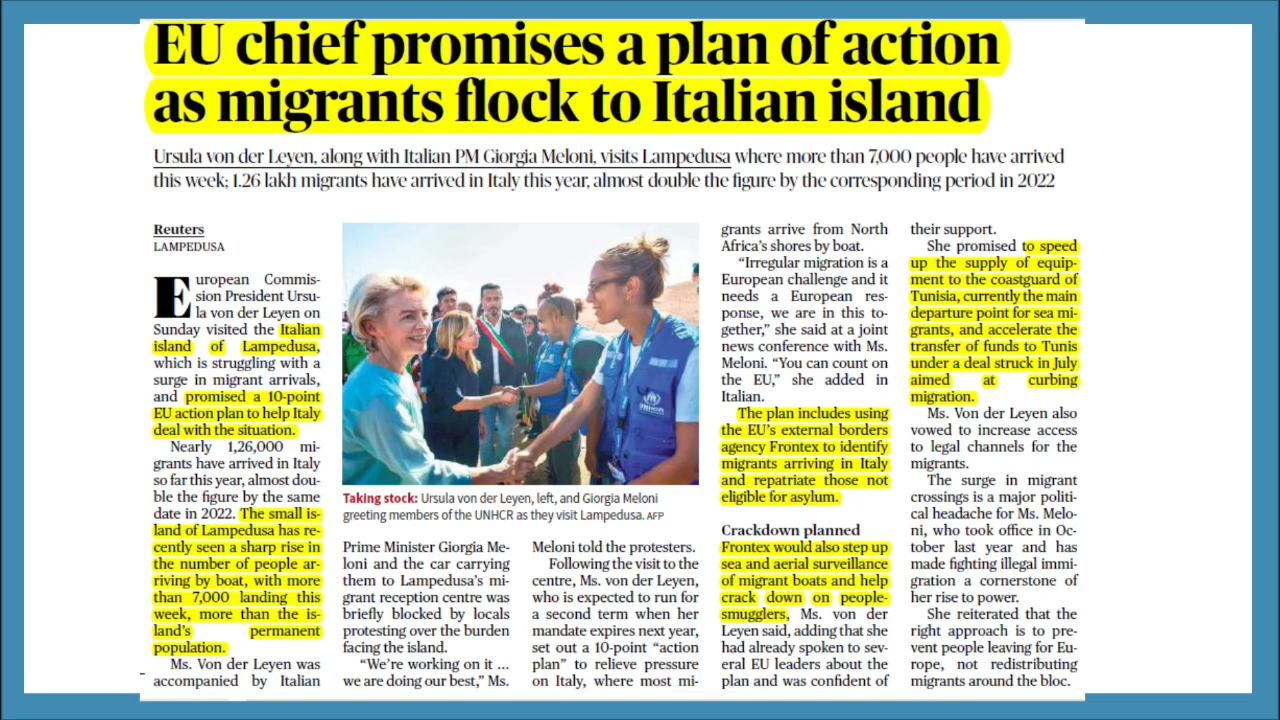 EU chief promises a plan of action
as migrants flock to Italian island
Ursula von der Leyen, along with Italian PM Giorgia Meloni, visits Lampedusa where more than 7,000 people have arrived
this week; 1.26 lakh migrants have arrived in Italy this year, almost double the figure by the corresponding period in 2022
Reuters
LAMPEDUSA
European Commis-
sion President Ursu-
la von der Leyen on
Sunday visited the Italian
island of Lampedusa,
which is struggling with a
surge in migrant arrivals,
and promised a 10-point
EU action plan to help Italy
deal with the situation.
Nearly 1,26,000 mi-
grants have arrived in Italy
so far this year, almost dou-
ble the figure by the same
date in 2022. The small is-
land of Lampedusa has re-
cently seen a sharp rise in
the number of people ar-
riving by boat, with more
than 7,000 landing this
week, more than the is-
land's permanent
population.
Ms. Von der Leyen was
accompanied by Italian
unhcr
Taking stock: Ursula von der Leyen, left, and Giorgia Meloni
greeting members of the UNHCR as they visit Lampedusa. AFP
Prime Minister Giorgia Me-
loni and the car carrying
them to Lampedusa's mi-
grant reception centre was
briefly blocked by locals
protesting over the burden
facing the island.
"We're working on it ...
we are doing our best," Ms.
Meloni told the protesters.
Following the visit to the
centre, Ms. von der Leyen,
who is expected to run for
a second term when her
mandate expires next year,
set out a 10-point "action
plan" to relieve pressure
on Italy, where most mi-
grants arrive from North
Africa's shores by boat.
"Irregular migration is a
European challenge and it
needs a European res-
ponse, we are in this to-
gether," she said at a joint
news conference with Ms.
Meloni. "You can count on
the EU," she added in
Italian.
The plan includes using
the EU's external borders
agency Frontex to identify
migrants arriving in Italy
and repatriate those not
eligible for asylum.
Crackdown planned
Frontex would also step up
sea and aerial surveillance
of migrant boats and help
crack down on people-
smugglers, Ms. von der
Leyen said, adding that she
had already spoken to sev-
eral EU leaders about the
plan and was confident of
their support.
She promised to speed
up the supply of equip-
ment to the coastguard of
Tunisia, currently the main
departure point for sea mi-
grants, and accelerate the
transfer of funds to Tunis
under a deal struck in July
aimed at curbing
migration.
Ms. Von der Leyen also
vowed to increase access
to legal channels for the
migrants.
The surge in migrant
crossings is a major politi-
cal headache for Ms. Melo-
ni, who took office in Oc-
tober last year and has
made fighting illegal immi-
gration a cornerstone of
her rise to power.
She reiterated that the
right approach is to pre-
vent people leaving for Eu-
rope, not redistributing
migrants around the bloc.